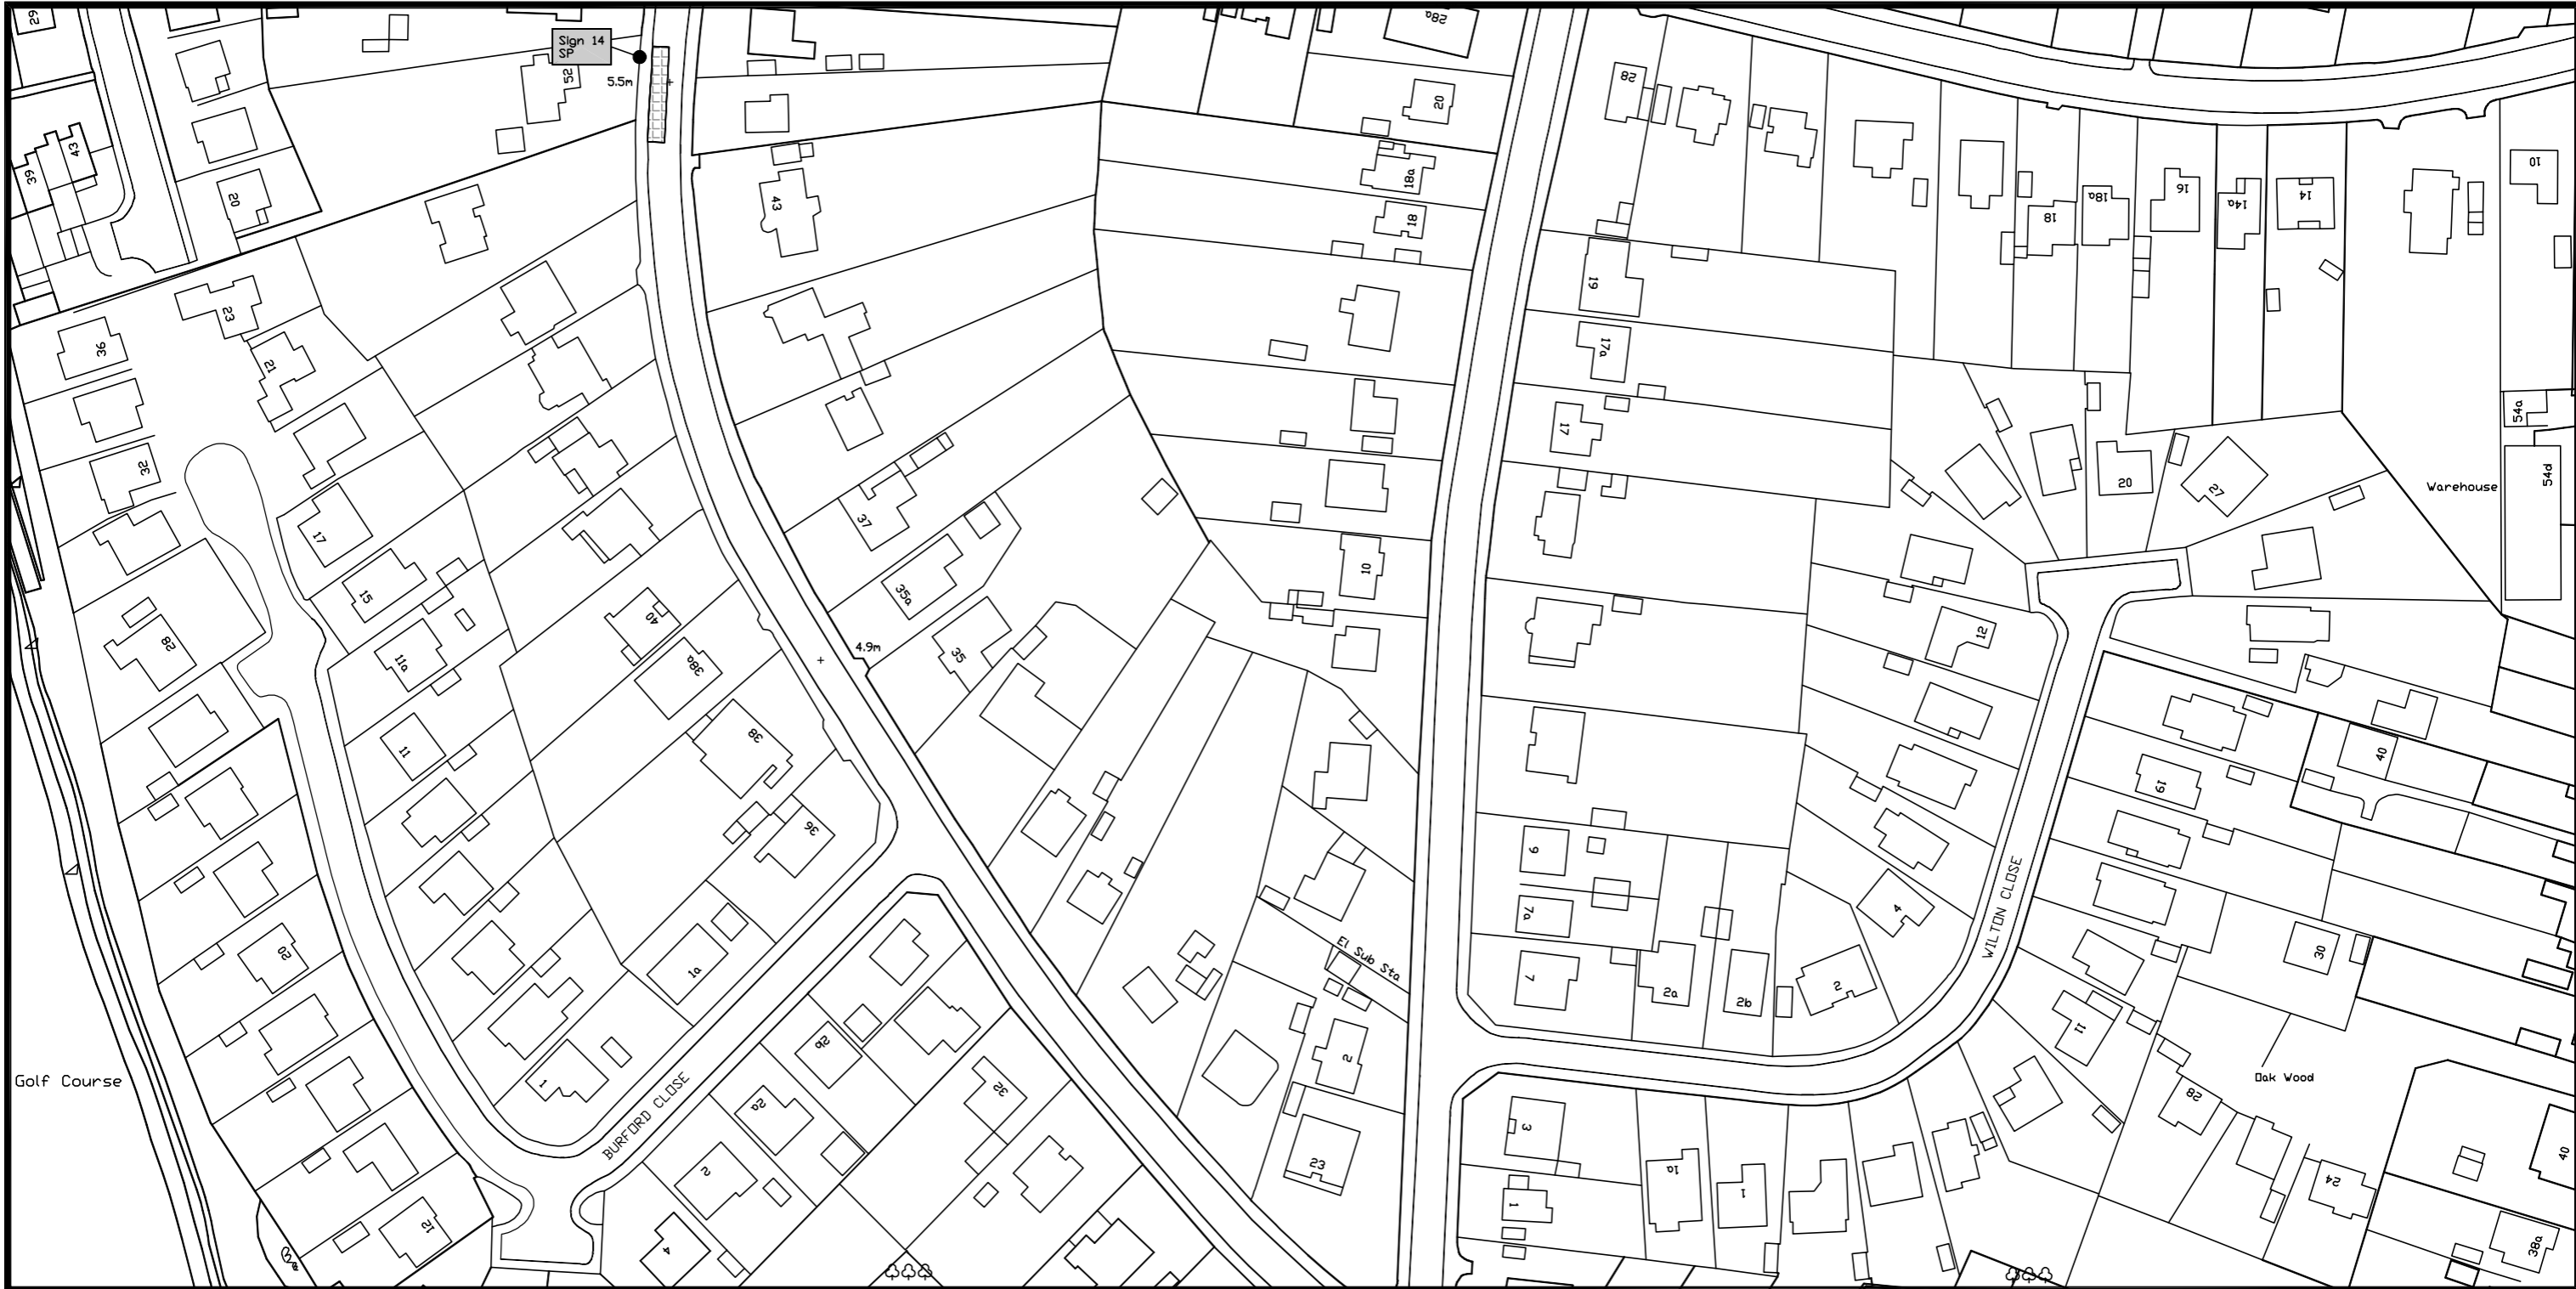 29
Sign 14
SP
5.5m
52
28a
20
28
43
39
20
43
18a
18
10
18
18a
16
14a
14
23
19
36
21
17a
54a
17
32
17
20
27
Warehouse
54d
37
15
35a
10
28
11a
40
38a
4.9m
35
12
11
38
40
19
36
9
20
1a
7a
4
El Sub Sta
WILTON CLOSE
30
7
2a
2b
2
2b
2
11
Golf Course
1
BURFORD CLOSE
2a
32
Oak Wood
28
3
23
2
1
1a
1
24
40
12
4
38a